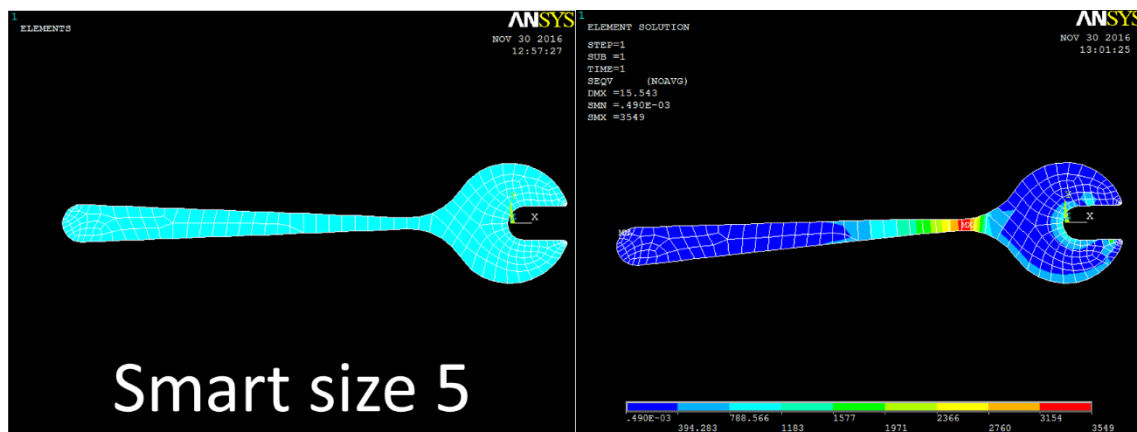 1
ANSYS
ELEMENTS
NOV 30 2016
12:57:27
X
Smart size 5
1
ANSYS
ELEMENT SOLUTION
NOV 30 2016
13:01:25
STEP=1
SUB =1
TIME=1
SEQV (NOAVG)
DMX =15.543
SMN =.490E-03
SMX =3549
X
.490E-03 788.566 1577 2366 3154
394.283 1183 1971 2760 3549